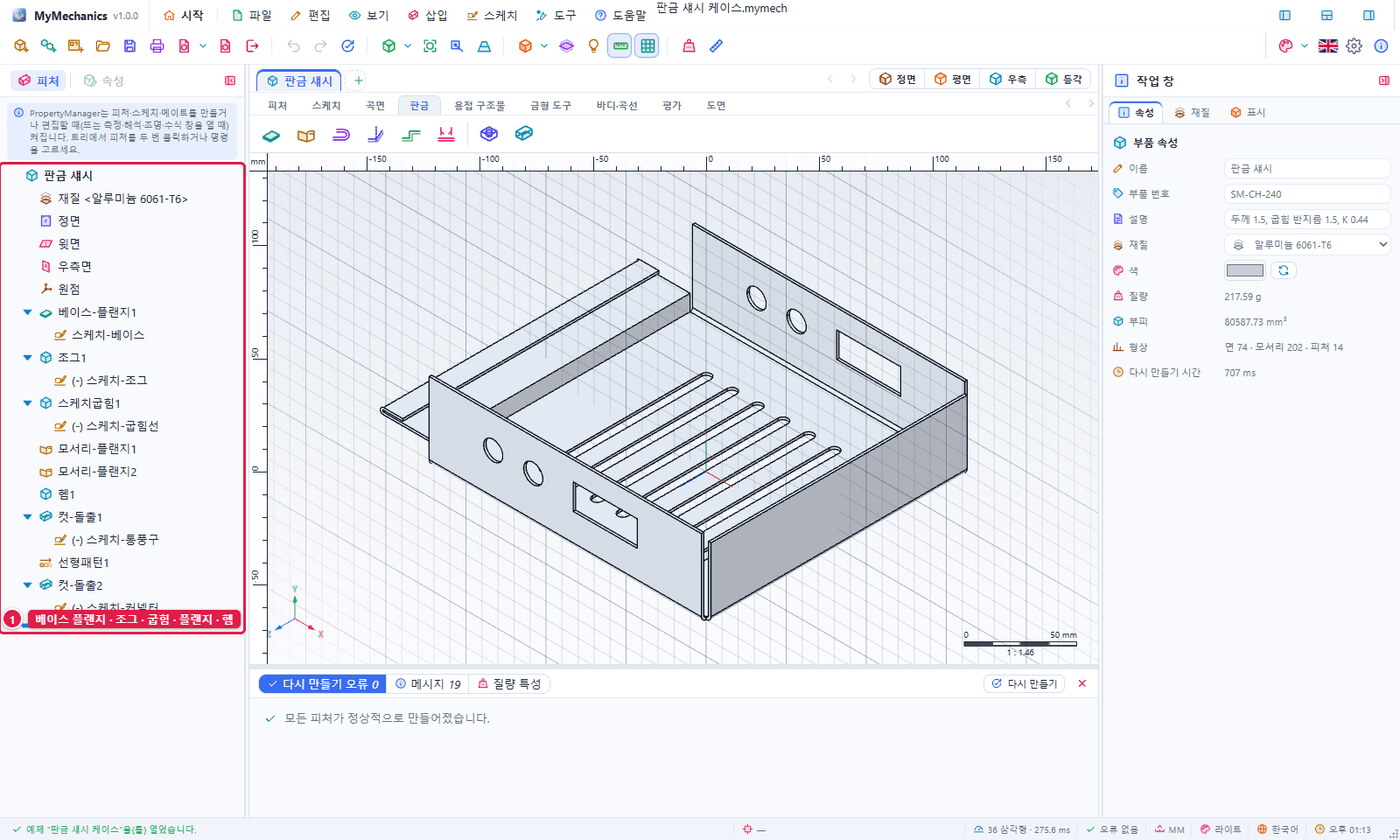 MyMechanics v1.0.0 시작 파일 편집 보기 삽입 스케치 도구 도움말 판금 섀시 케이스.mymech
피처 속성
PropertyManager는 피처·스케치·메이트를 만들거
나 편집할 때(또는 측정·해석·조명·수식 창을 열 때)
켜집니다. 트리에서 피처를 두 번 클릭하거나 명령
을 고르세요.
판금 섀시
재질 <알루미늄 6061-T6>
정면
윗면
우측면
원점
베이스-플랜지1
스케치-베이스
조그1
(-) 스케치-조그
스케치굽힘1
(-) 스케치-굽힘선
모서리-플랜지1
모서리-플랜지2
헴1
컷-돌출1
(-) 스케치-통풍구
선형패턴1
컷-돌출2
(-) 스케치-커넥터
1 베이스 플랜지 · 조그 · 굽힘 · 플랜지 · 헴
판금 섀시 +
정면 평면 우측 등각
피처 스케치 곡면 판금 용접 구조물 금형 도구 바디·곡선 평가 도면
mm -150 -100 -50 0 50 100 150
100
50
0
-50
Y
X
Z
0 50 mm
1 : 1.46
다시 만들기 오류 0 메시지 19 질량 특성 다시 만들기
모든 피처가 정상적으로 만들어졌습니다.
작업 창
속성 재질 표시
부품 속성
이름 판금 섀시
부품 번호 SM-CH-240
설명 두께 1.5, 굽힘 반지름 1.5, K 0.44
재질 알루미늄 6061-T6
색
질량 217.59 g
부피 80587.73 mm³
형상 면 74 · 모서리 202 · 피처 14
다시 만들기 시간 707 ms
예제 "판금 섀시 케이스"을(를) 열었습니다. — 36 삼각형 · 275.6 ms 오류 없음 MM 라이트 한국어 오후 01:13